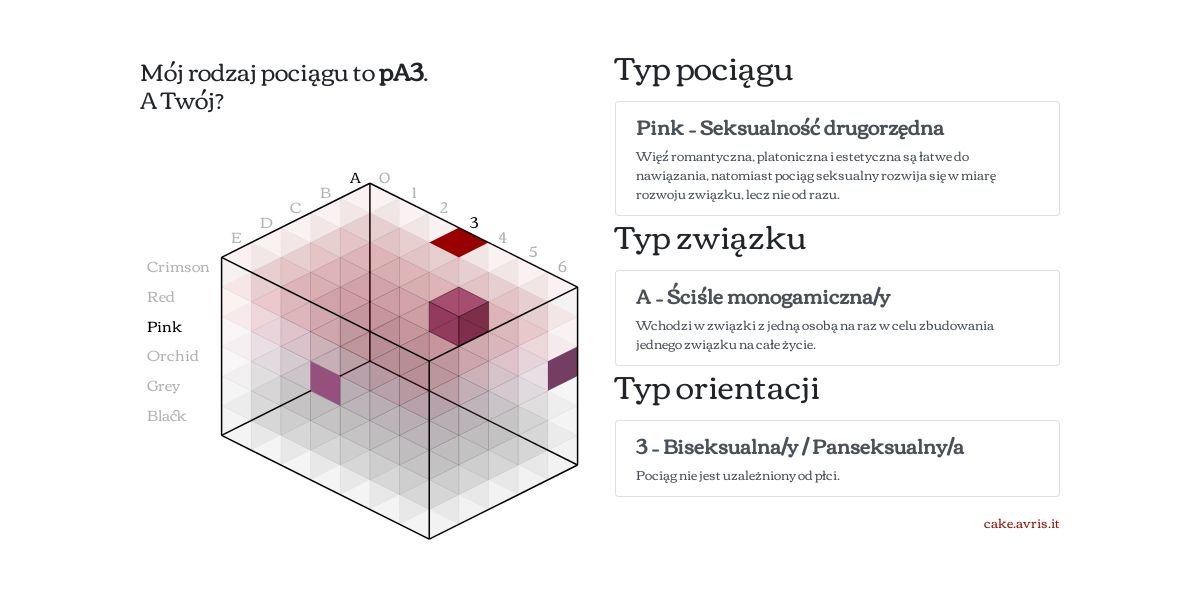 Mój rodzaj pociągu to pA3.
A Twój?
A O
B 1
C 2
D 3
E 4
5
6
Crimson
Red
Pink
Orchid
Grey
Black
Typ pociągu
Pink - Seksualność drugorzędna
Więź romantyczna, platoniczna i estetyczna są łatwe do
nawiązania, natomiast pociąg seksualny rozwija się w miarę
rozwoju związku, lecz nie od razu.
Typ związku
A - Ściśle monogamiczna/y
Wchodzi w związki z jedną osobą na raz w celu zbudowania
jednego związku na całe życie.
Typ orientacji
3 - Biseksualna/y / Panseksualny/a
Pociąg nie jest uzależniony od płci.
cake.avris.it